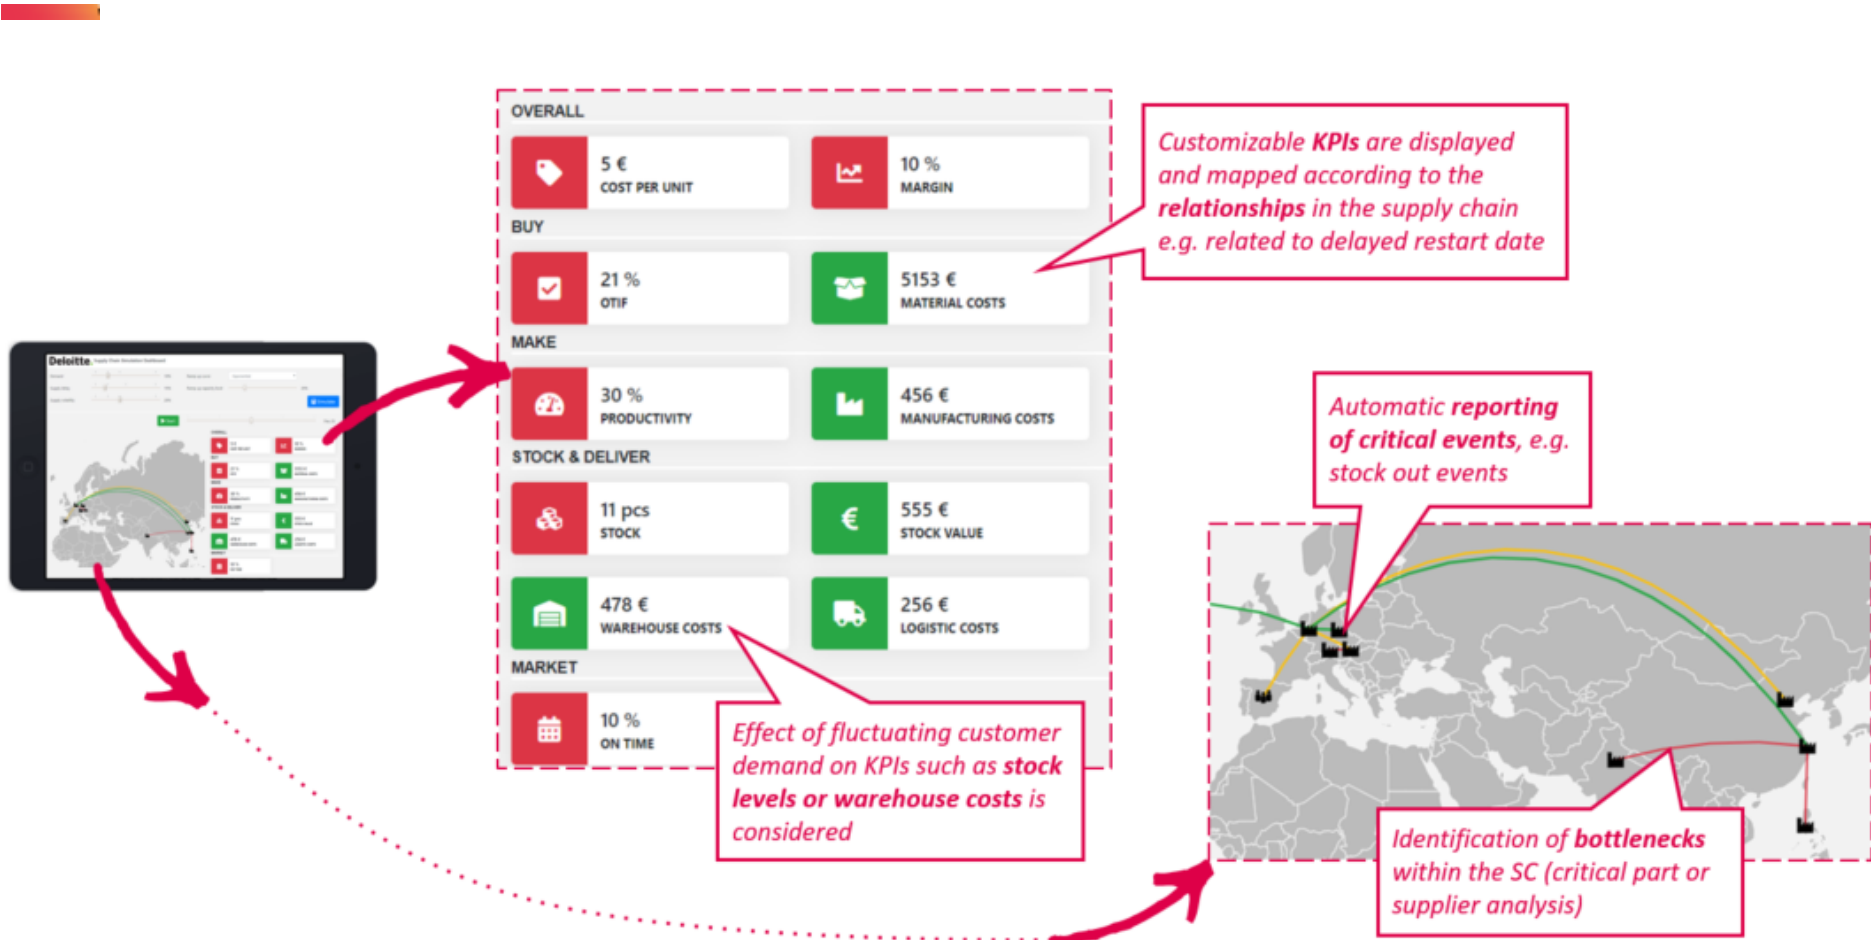 Deloitte.
Supply Chain Simulation Dashboard
OVERALL
5 €
COST PER UNIT
10 %
MARGIN
BUY
21 %
OTIF
5153 €
MATERIAL COSTS
MAKE
30 %
PRODUCTIVITY
456 €
MANUFACTURING COSTS
STOCK & DELIVER
11 pcs
STOCK
555 €
STOCK VALUE
478 €
WAREHOUSE COSTS
256 €
LOGISTIC COSTS
MARKET
10 %
ON TIME
Customizable KPIs are displayed
and mapped according to the
relationships in the supply chain
e.g. related to delayed restart date
Effect of fluctuating customer
demand on KPIs such as stock
levels or warehouse costs is
considered
Automatic reporting
of critical events, e.g.
stock out events
Identification of bottlenecks
within the SC (critical part or
supplier analysis)